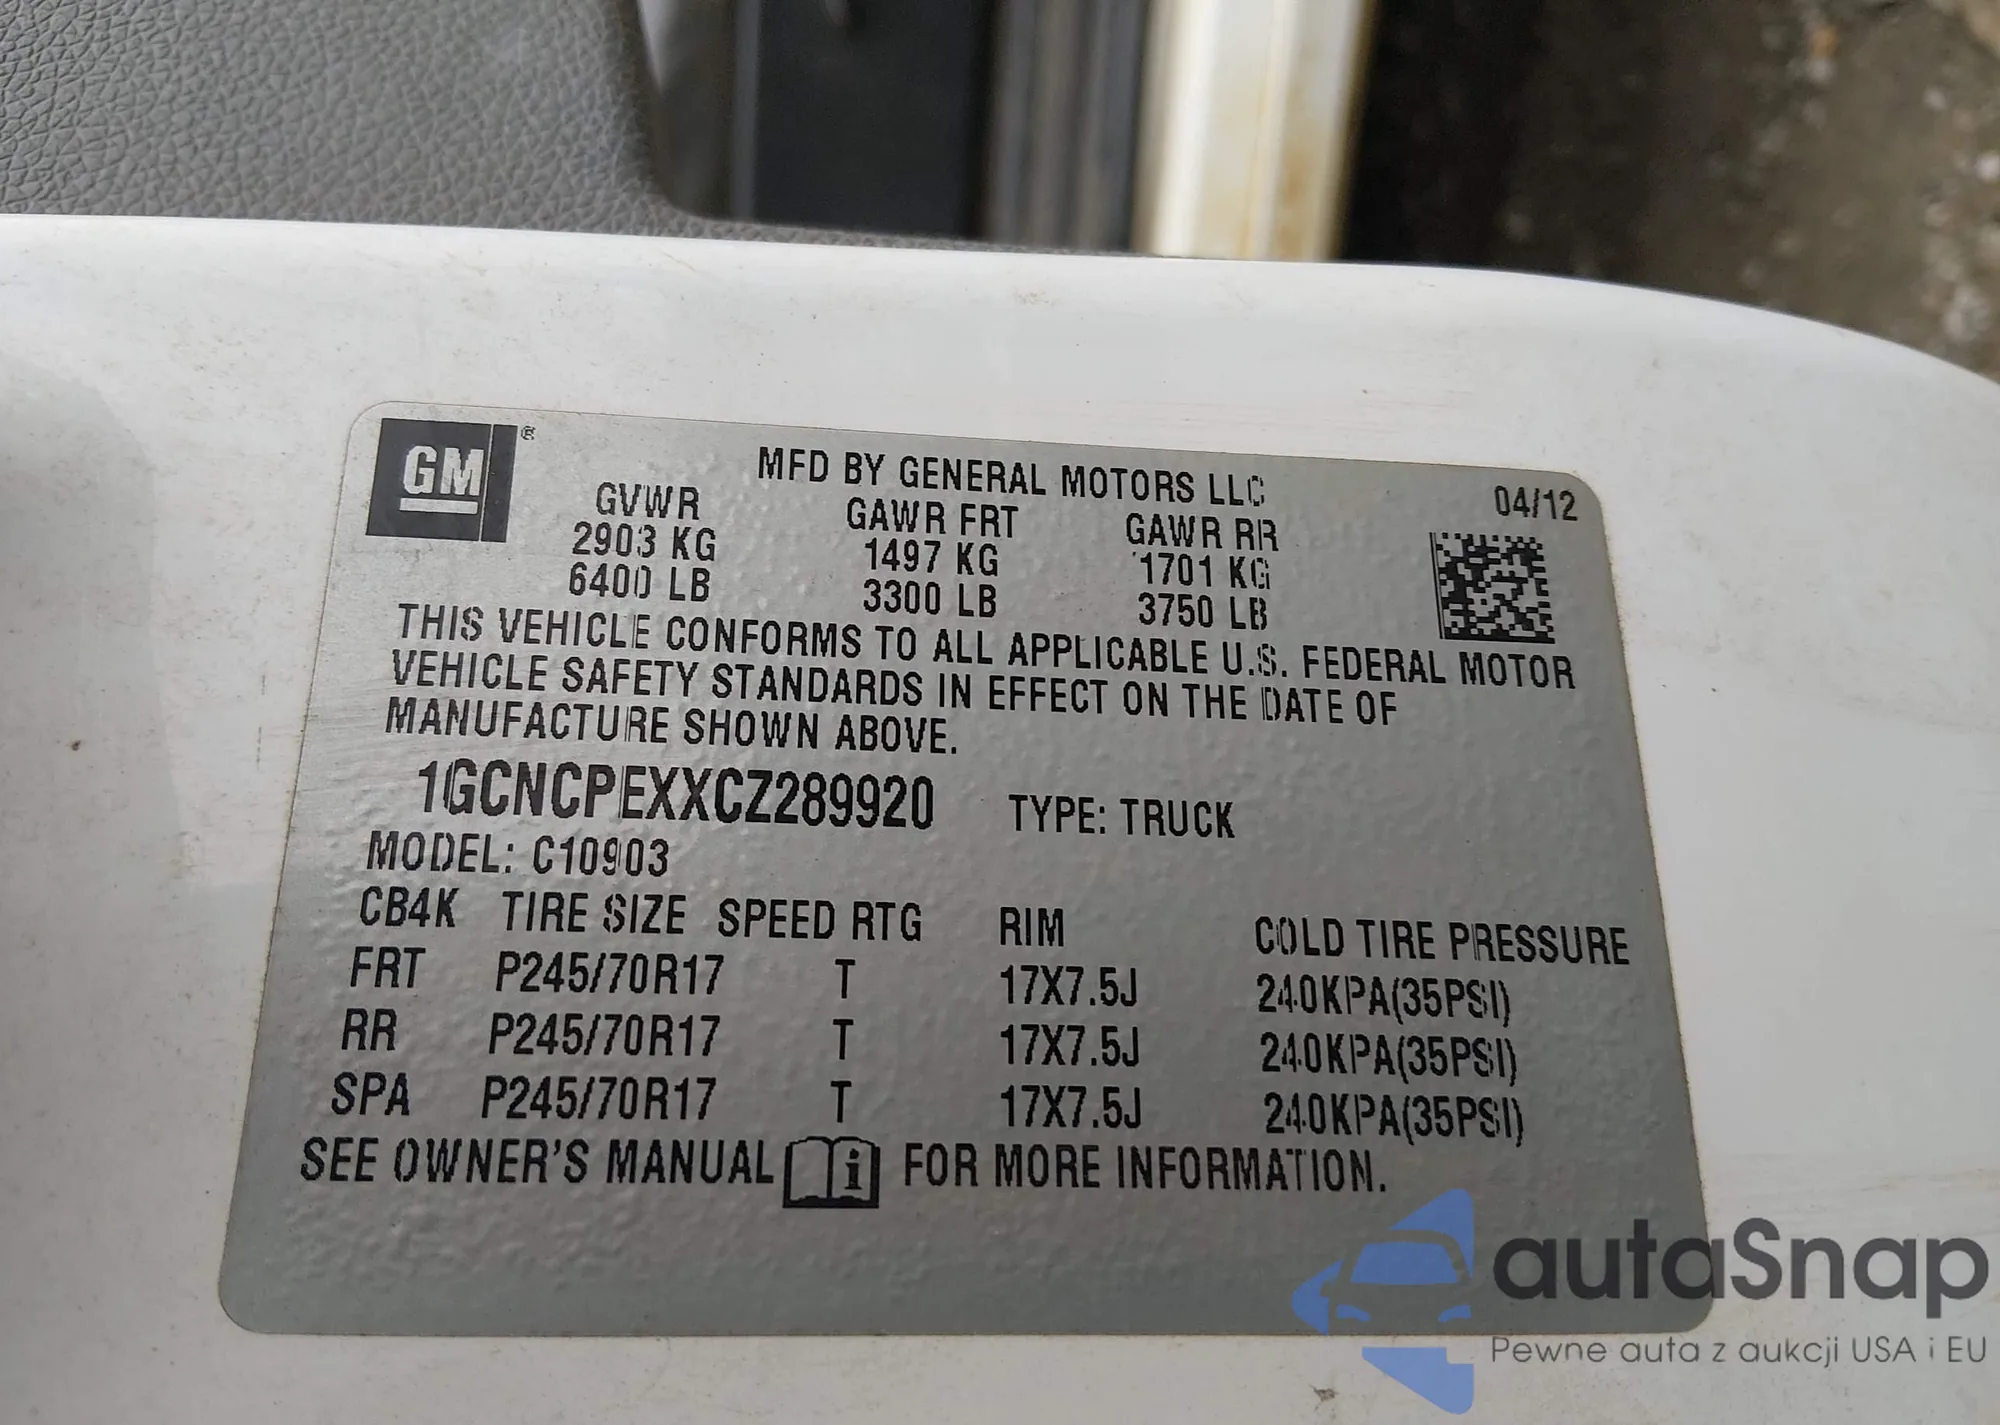 GM®
MFD BY GENERAL MOTORS LLC
04/12
GVWR GAWR FRT GAWR RR
2903 KG 1497 KG 1701 KG
6400 LB 3300 LB 3750 LB
THIS VEHICLE CONFORMS TO ALL APPLICABLE U.S. FEDERAL MOTOR
VEHICLE SAFETY STANDARDS IN EFFECT ON THE DATE OF
MANUFACTURE SHOWN ABOVE.
1GCNCPEXXCZ289920 TYPE: TRUCK
MODEL: C10903
CB4K TIRE SIZE SPEED RTG RIM COLD TIRE PRESSURE
FRT P245/70R17 T 17X7.5J 240KPA(35PSI)
RR P245/70R17 T 17X7.5J 240KPA(35PSI)
SPA P245/70R17 T 17X7.5J 240KPA(35PSI)
SEE OWNER'S MANUAL i FOR MORE INFORMATION.
autaSnap
Pewne auta z aukcji USA i EU